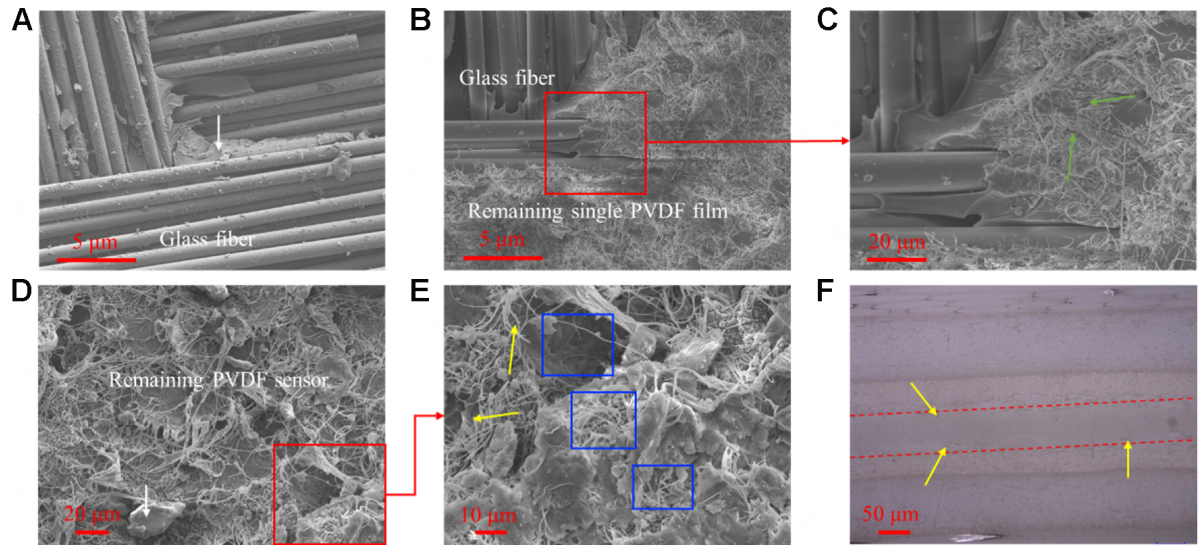 A
Glass fiber
5 μm
B
Glass fiber
Remaining single PVDF film
5 μm
C
20 μm
D
Remaining PVDF sensor
20 μm
E
10 μm
F
50 μm